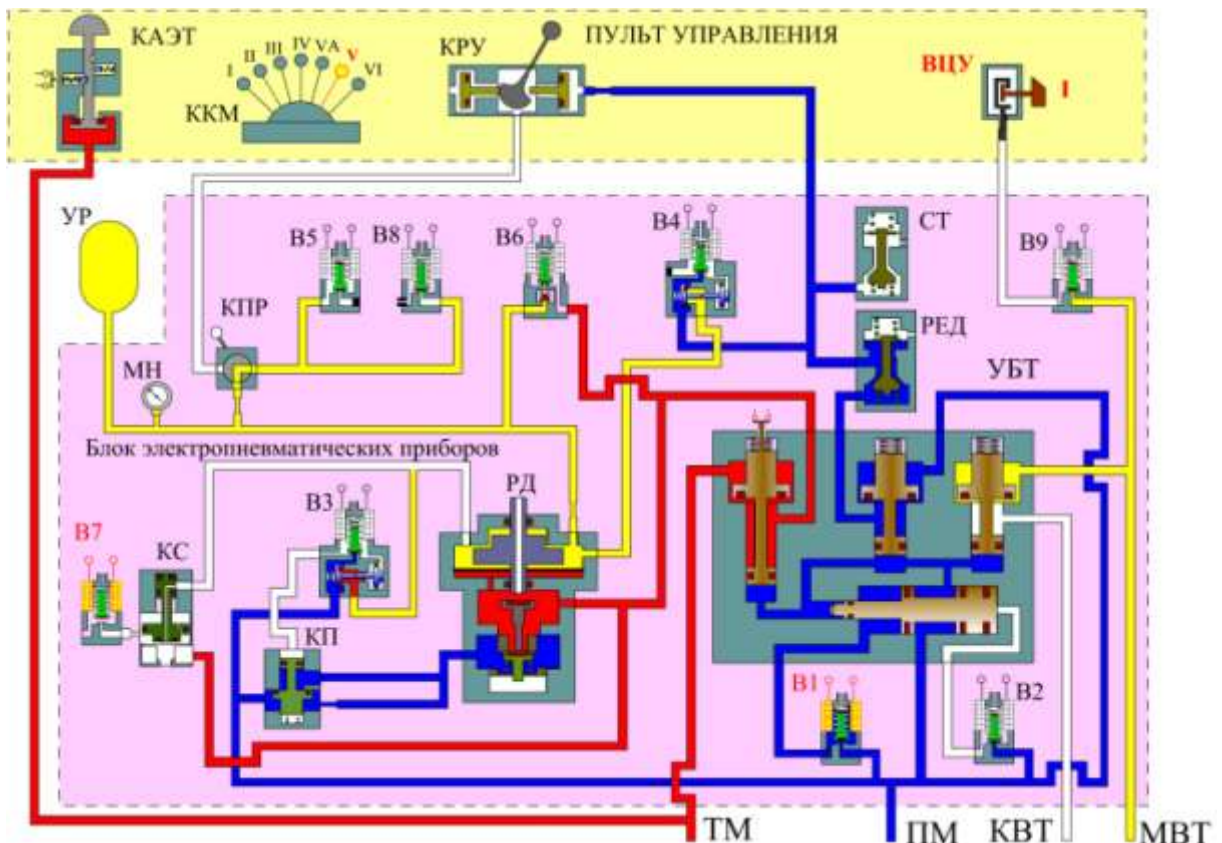 КАЭТ
I II III IV VA V VI
ККМ
КРУ
ПУЛЬТ УПРАВЛЕНИЯ
ВЦУ
I
УР
В5
В8
В6
В4
СТ
В9
КПР
МН
РЕД
УБТ
Блок электропневматических приборов
В7
КС
В3
РД
КП
В1
В2
ТМ
ПМ
КВТ
МВТ